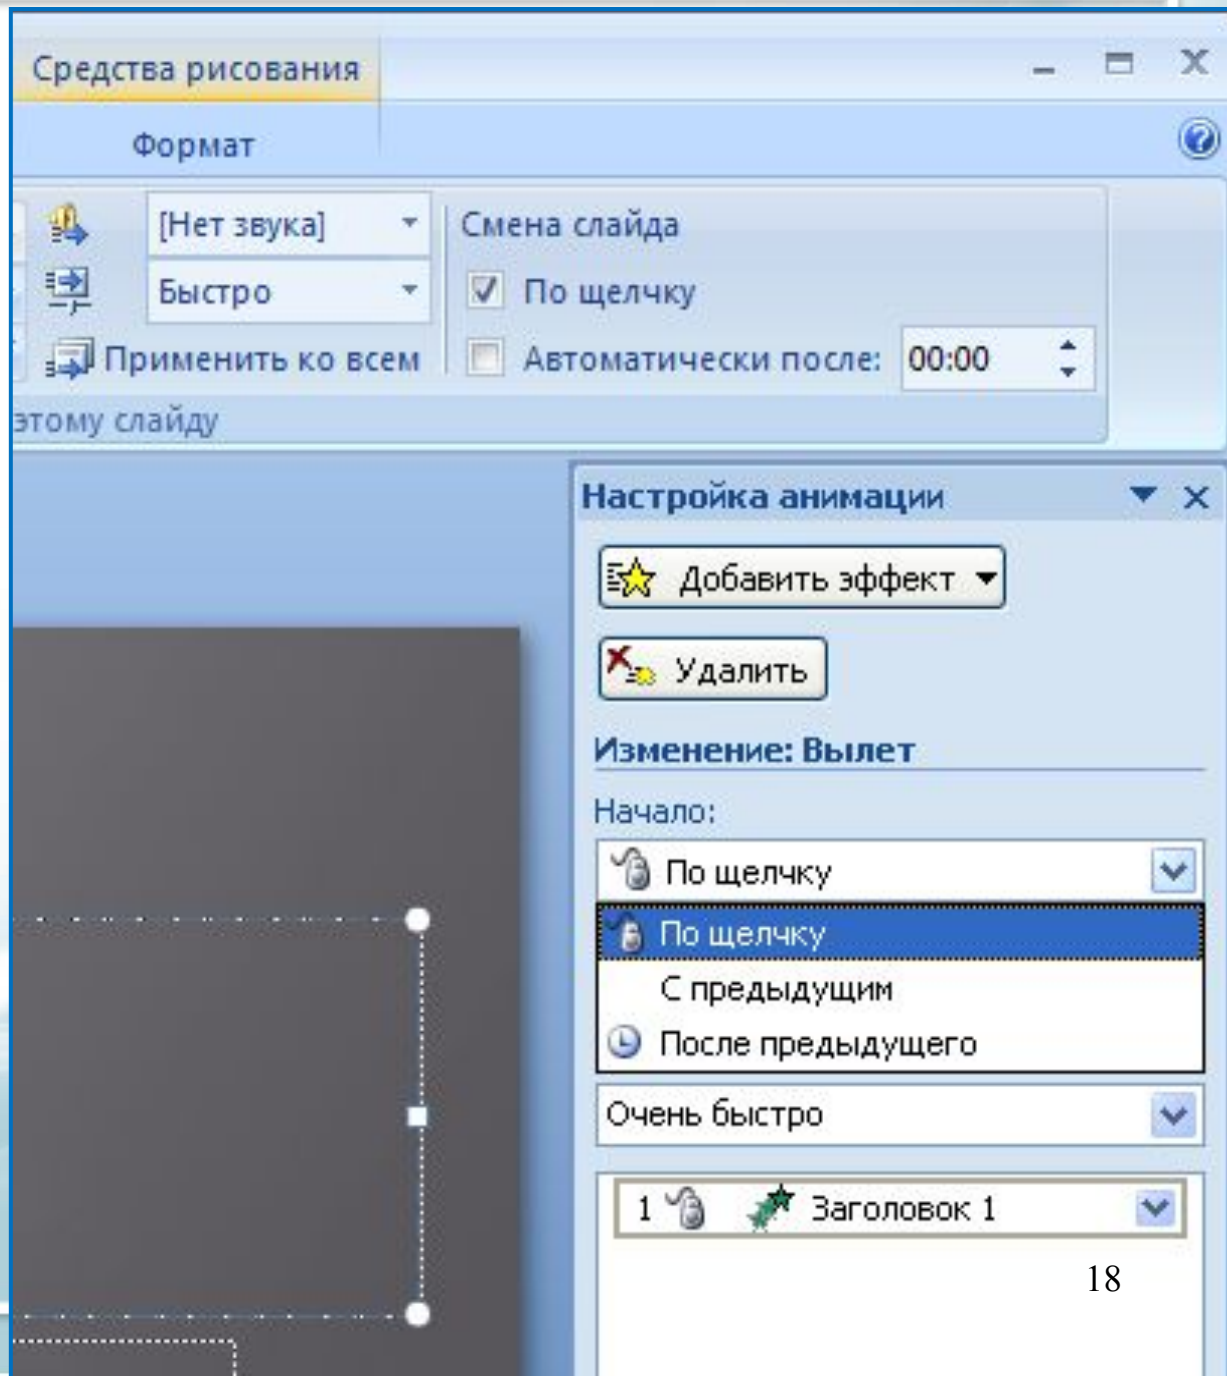 Средства рисования
Формат
[Нет звука]
Смена слайда
Быстро
По щелчку
Применить ко всем
Автоматически после: 00:00
этому слайду
Настройка анимации
Добавить эффект
Удалить
Изменение: Вылет
Начало:
По щелчку
По щелчку
С предыдущим
После предыдущего
Очень быстро
1 Заголовок 1
18